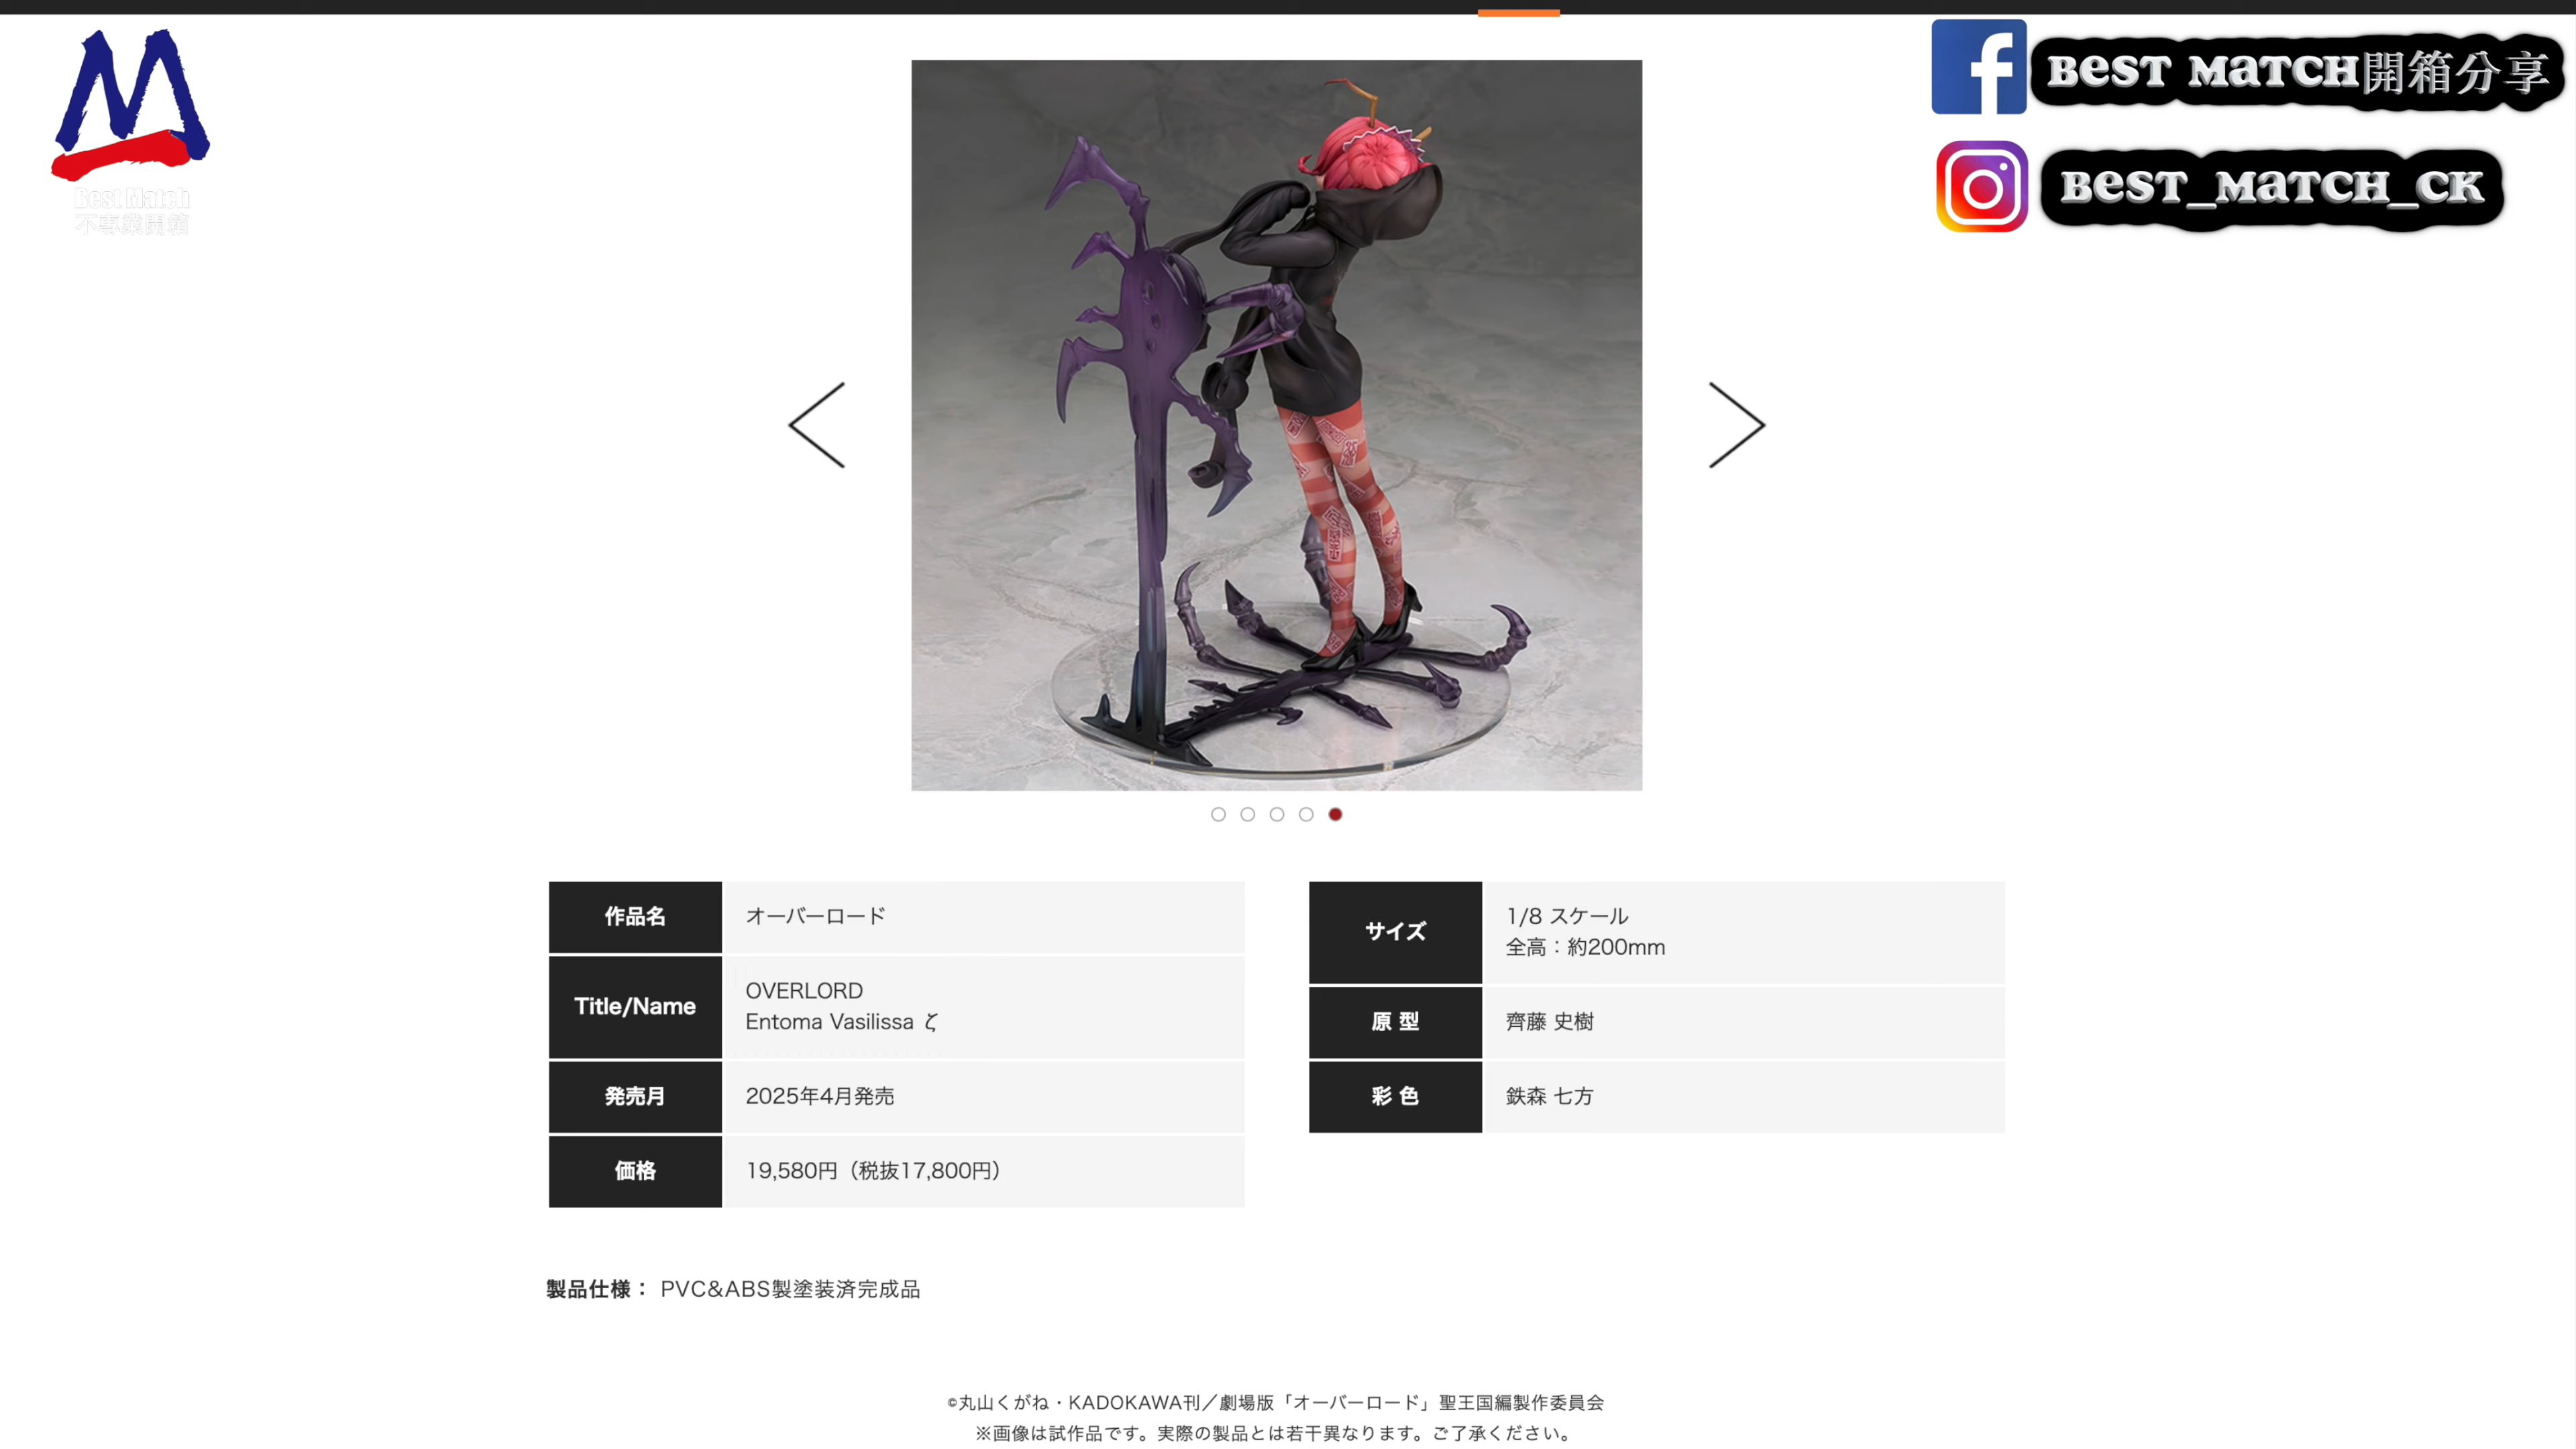 Best Match
不專業開箱
BEST MATCH開箱分享
BEST_MATCH_CK
作品名
オーバーロード
Title/Name
OVERLORD
Entoma Vasilissa ζ
発売月
2025年4月発売
価格
19,580円（税抜17,800円）
サイズ
1/8 スケール
全高：約200mm
原 型
齊藤 史樹
彩 色
鉄森 七方
製品仕様： PVC&ABS製塗装済完成品
©丸山くがね・KADOKAWA刊／劇場版「オーバーロード」聖王国編製作委員会
※画像は試作品です。実際の製品とは若干異なります。ご了承ください。